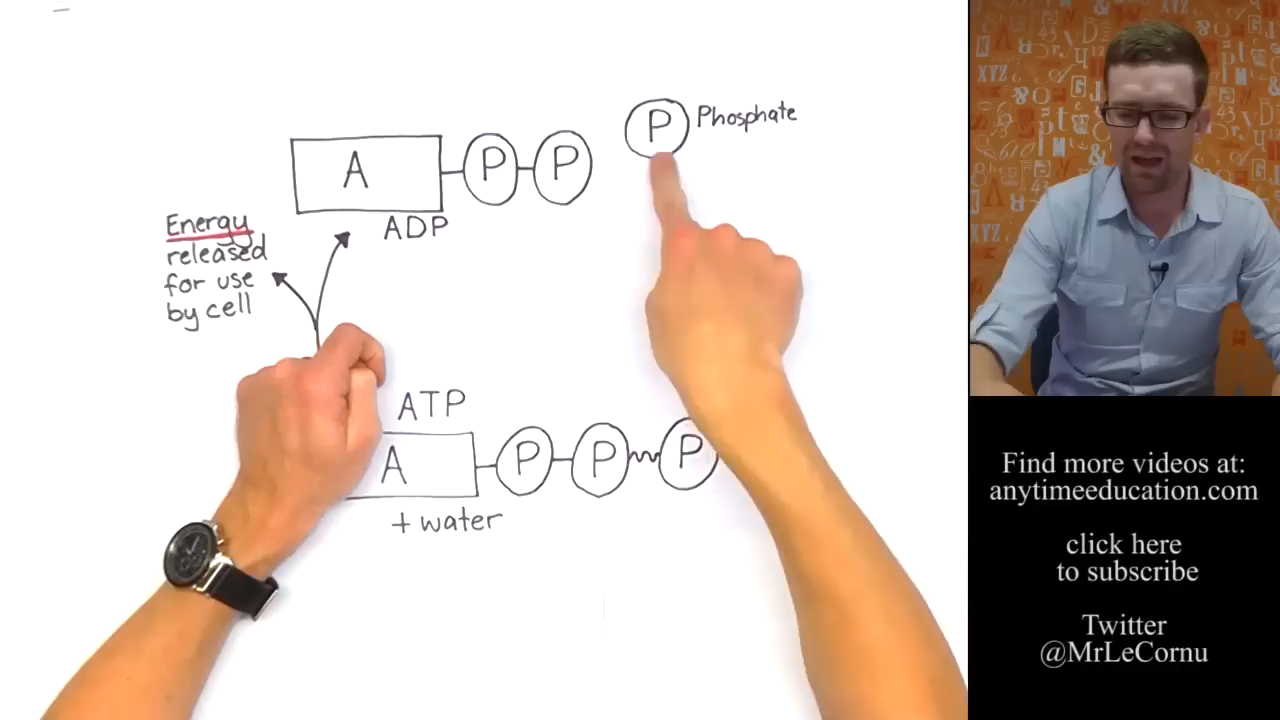 P Phosphate
A P P
ADP
Energy
released
for use
by cell
ATP
A P P P
+ water
Find more videos at:
anytimeeducation.com
click here
to subscribe
Twitter
@MrLeCornu